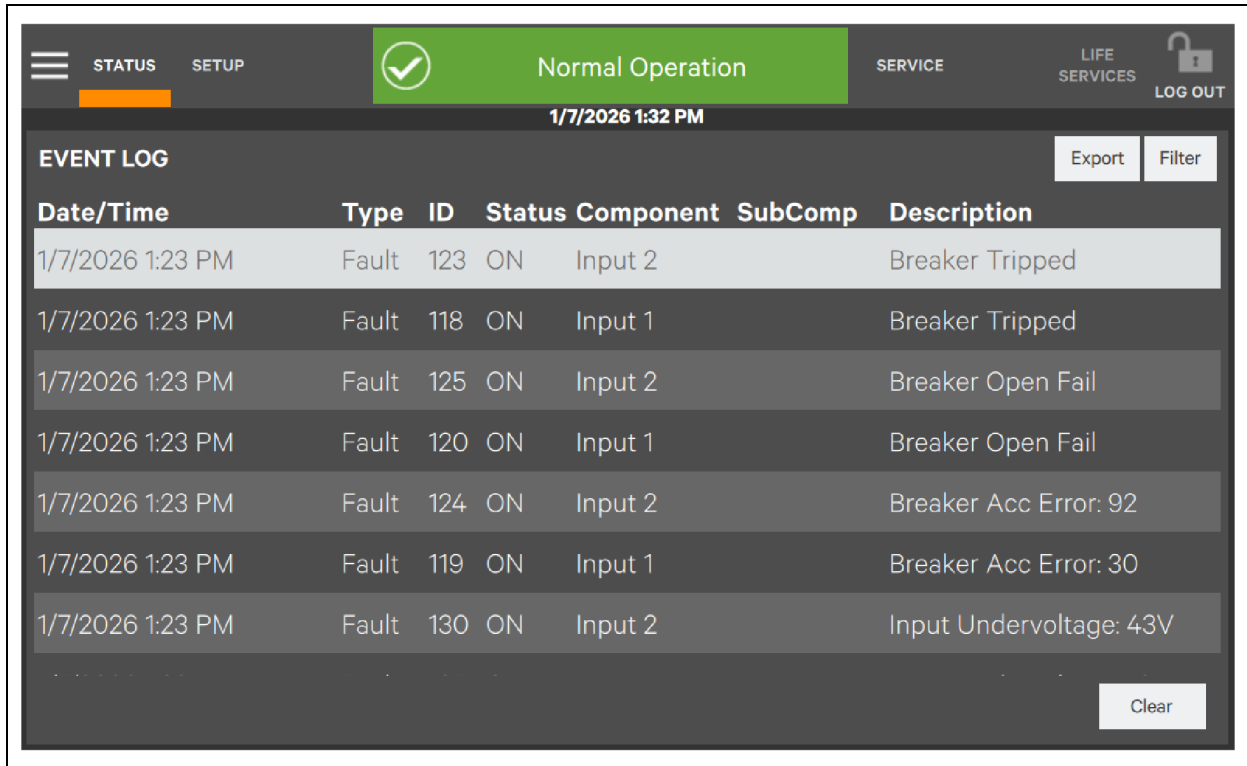 STATUS SETUP Normal Operation SERVICE LIFE SERVICES LOG OUT
1/7/2026 1:32 PM
EVENT LOG Export Filter
Date/Time Type ID Status Component SubComp Description
1/7/2026 1:23 PM Fault 123 ON Input 2 Breaker Tripped
1/7/2026 1:23 PM Fault 118 ON Input 1 Breaker Tripped
1/7/2026 1:23 PM Fault 125 ON Input 2 Breaker Open Fail
1/7/2026 1:23 PM Fault 120 ON Input 1 Breaker Open Fail
1/7/2026 1:23 PM Fault 124 ON Input 2 Breaker Acc Error: 92
1/7/2026 1:23 PM Fault 119 ON Input 1 Breaker Acc Error: 30
1/7/2026 1:23 PM Fault 130 ON Input 2 Input Undervoltage: 43V
Clear